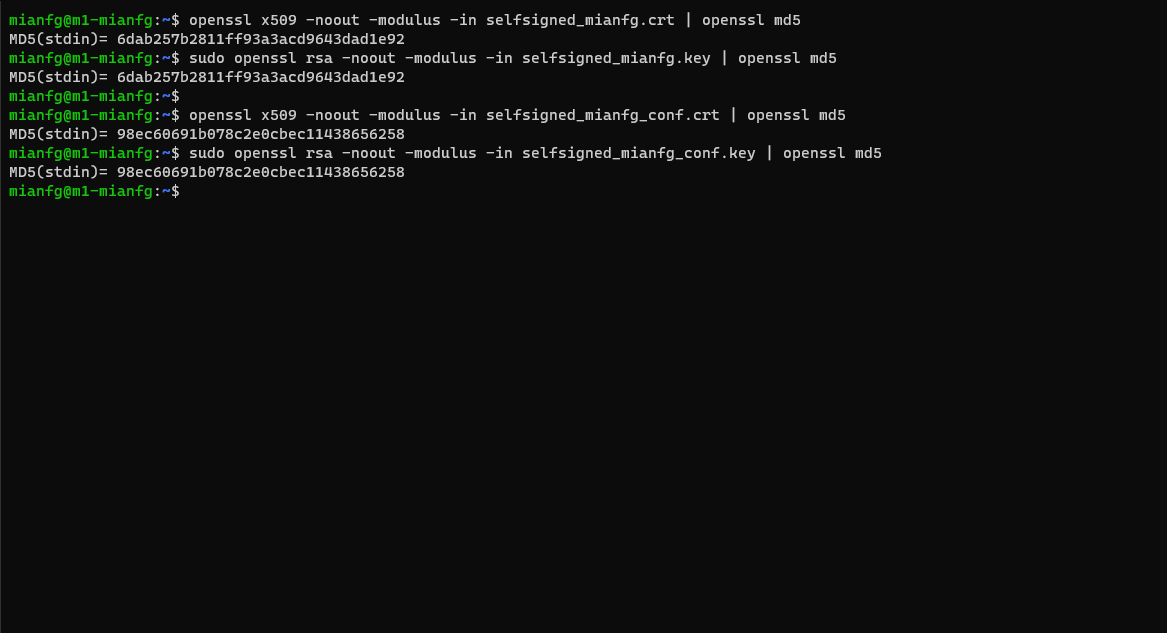 mianfg@m1-mianfg:~$ openssl x509 -noout -modulus -in selfsigned_mianfg.crt | openssl md5
MD5(stdin)= 6dab257b2811ff93a3acd9643dad1e92
mianfg@m1-mianfg:~$ sudo openssl rsa -noout -modulus -in selfsigned_mianfg.key | openssl md5
MD5(stdin)= 6dab257b2811ff93a3acd9643dad1e92
mianfg@m1-mianfg:~$
mianfg@m1-mianfg:~$ openssl x509 -noout -modulus -in selfsigned_mianfg_conf.crt | openssl md5
MD5(stdin)= 98ec60691b078c2e0cbec11438656258
mianfg@m1-mianfg:~$ sudo openssl rsa -noout -modulus -in selfsigned_mianfg_conf.key | openssl md5
MD5(stdin)= 98ec60691b078c2e0cbec11438656258
mianfg@m1-mianfg:~$